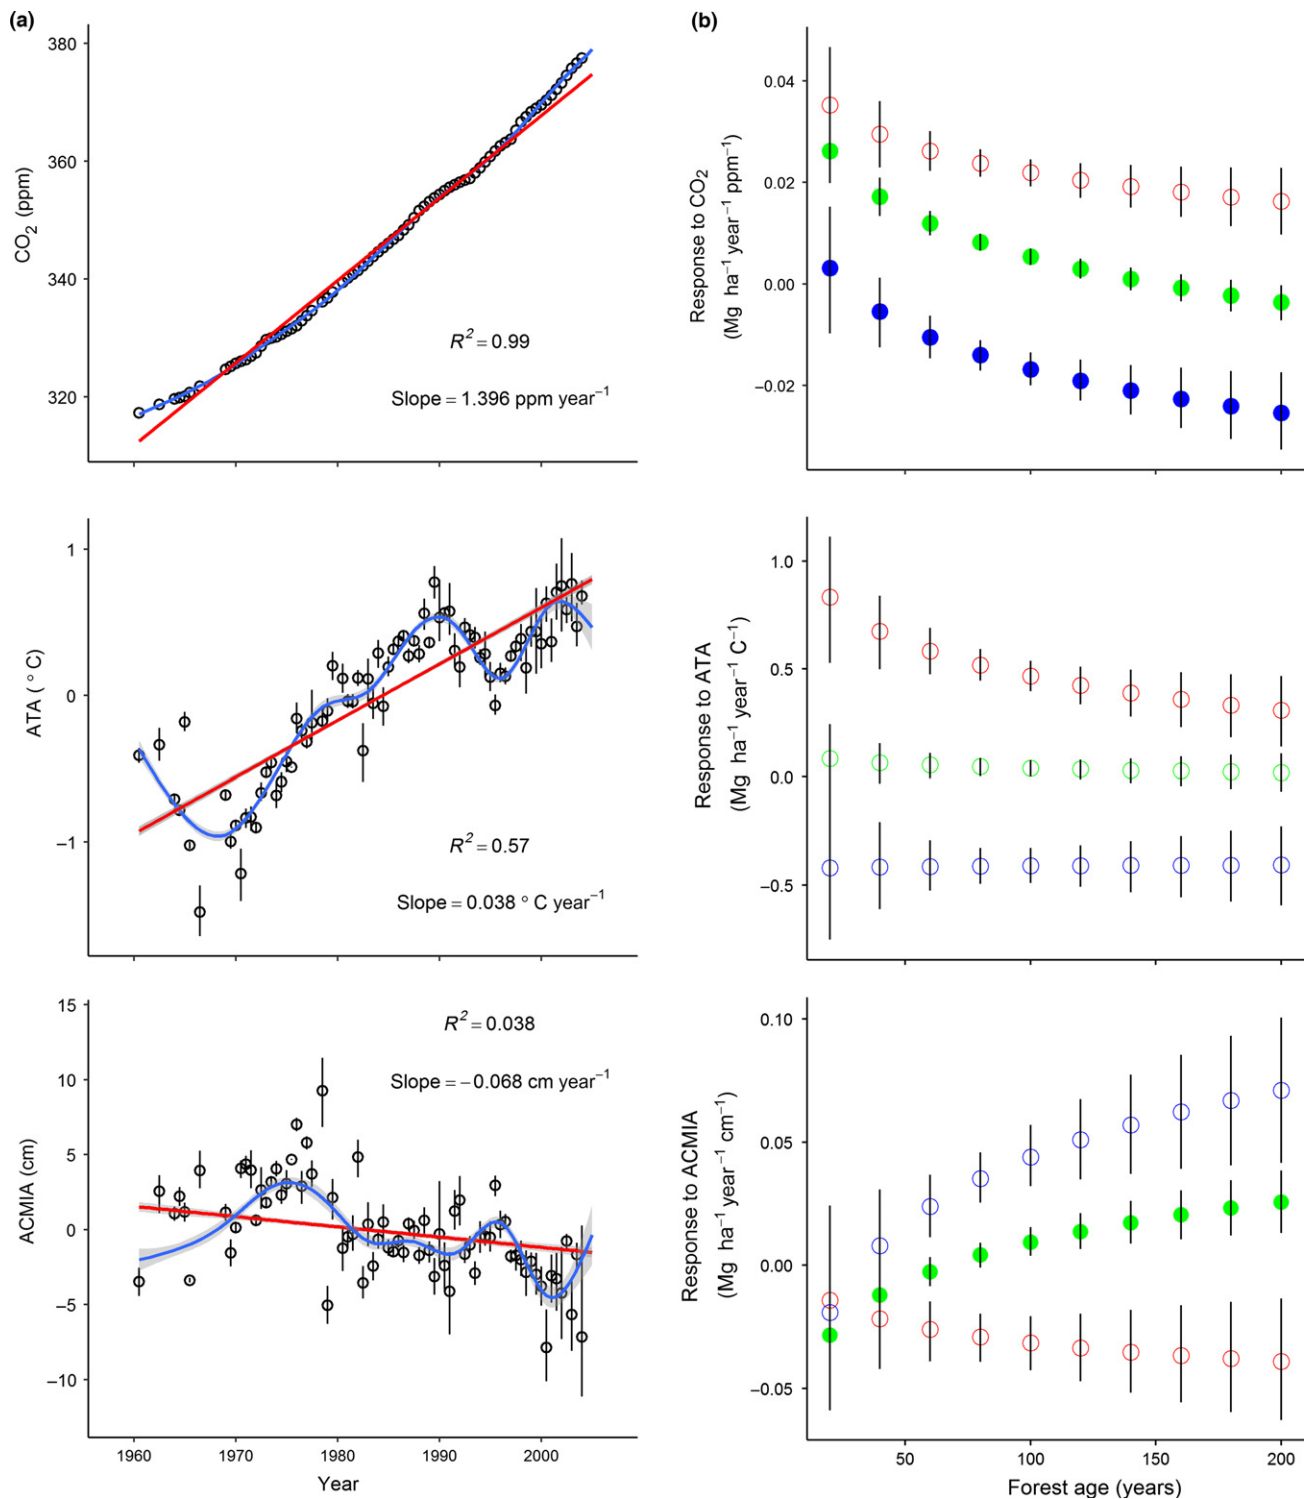 (a)
380
360
340
320
CO₂ (ppm)
R² = 0.99
Slope = 1.396 ppm year⁻¹
1
0
−1
ATA (° C)
R² = 0.57
Slope = 0.038 ° C year⁻¹
15
10
5
0
−5
−10
ACMIA (cm)
R² = 0.038
Slope = −0.068 cm year⁻¹
1960 1970 1980 1990 2000
Year
(b)
0.04
0.02
0.00
−0.02
Response to CO₂
(Mg ha⁻¹ year⁻¹ ppm⁻¹)
1.0
0.5
0.0
−0.5
Response to ATA
(Mg ha⁻¹ year⁻¹ C⁻¹)
0.10
0.05
0.00
−0.05
Response to ACMIA
(Mg ha⁻¹ year⁻¹ cm⁻¹)
50 100 150 200
Forest age (years)